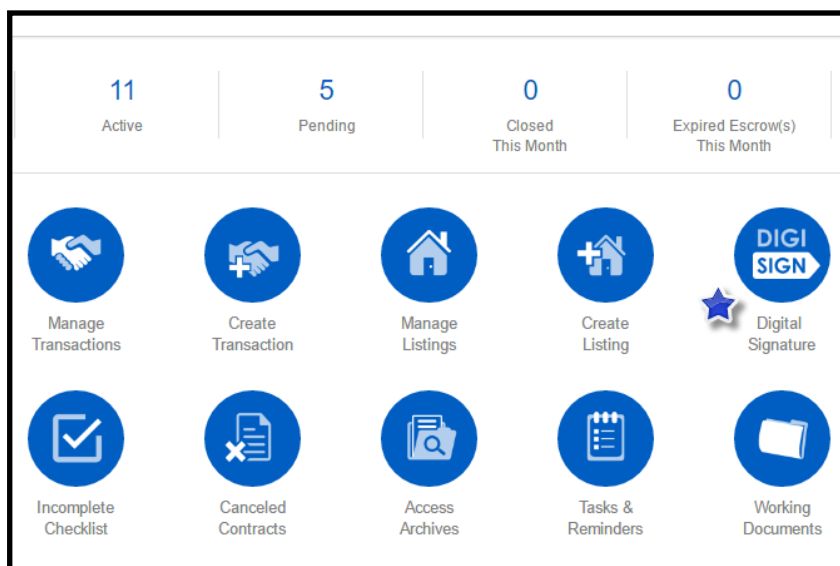 11
5
0
0
Active
Pending
Closed
This Month
Expired Escrow(s)
This Month
DIGI
SIGN
Manage
Transactions
Create
Transaction
Manage
Listings
Create
Listing
Digital
Signature
Incomplete
Checklist
Canceled
Contracts
Access
Archives
Tasks &
Reminders
Working
Documents